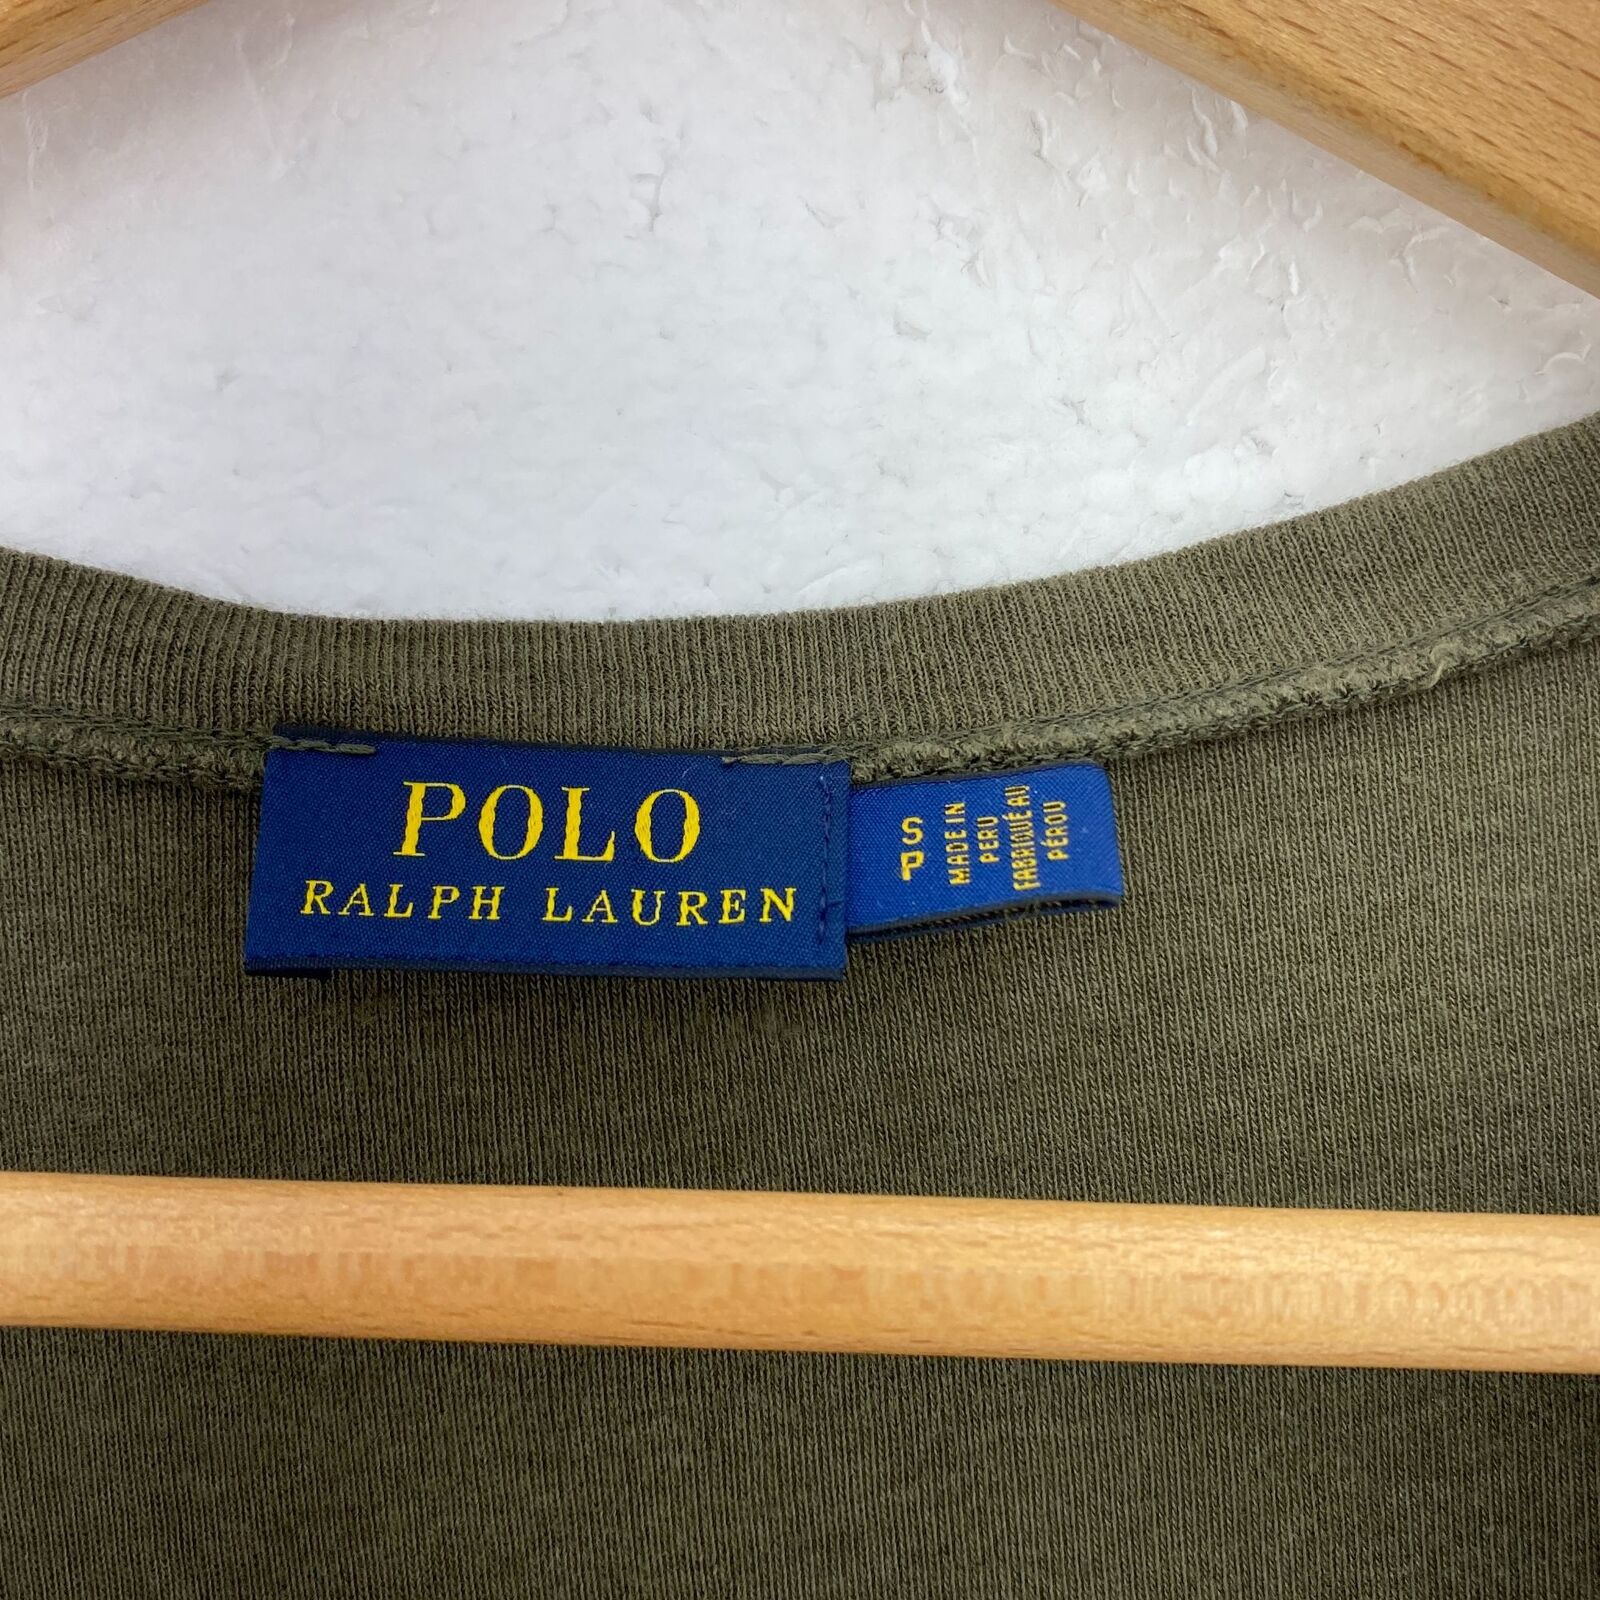 POLO
RALPH LAUREN
S
P
MADE IN
PERU
FABRIQUÉ AU
PÉROU